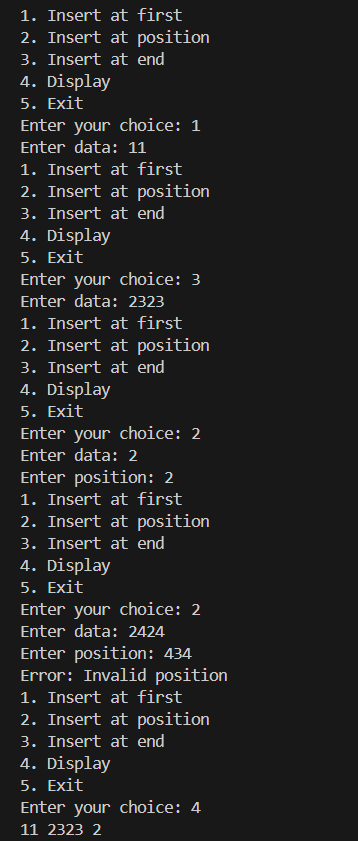 1. Insert at first
2. Insert at position
3. Insert at end
4. Display
5. Exit
Enter your choice: 1
Enter data: 11
1. Insert at first
2. Insert at position
3. Insert at end
4. Display
5. Exit
Enter your choice: 3
Enter data: 2323
1. Insert at first
2. Insert at position
3. Insert at end
4. Display
5. Exit
Enter your choice: 2
Enter data: 2
Enter position: 2
1. Insert at first
2. Insert at position
3. Insert at end
4. Display
5. Exit
Enter your choice: 2
Enter data: 2424
Enter position: 434
Error: Invalid position
1. Insert at first
2. Insert at position
3. Insert at end
4. Display
5. Exit
Enter your choice: 4
11 2323 2